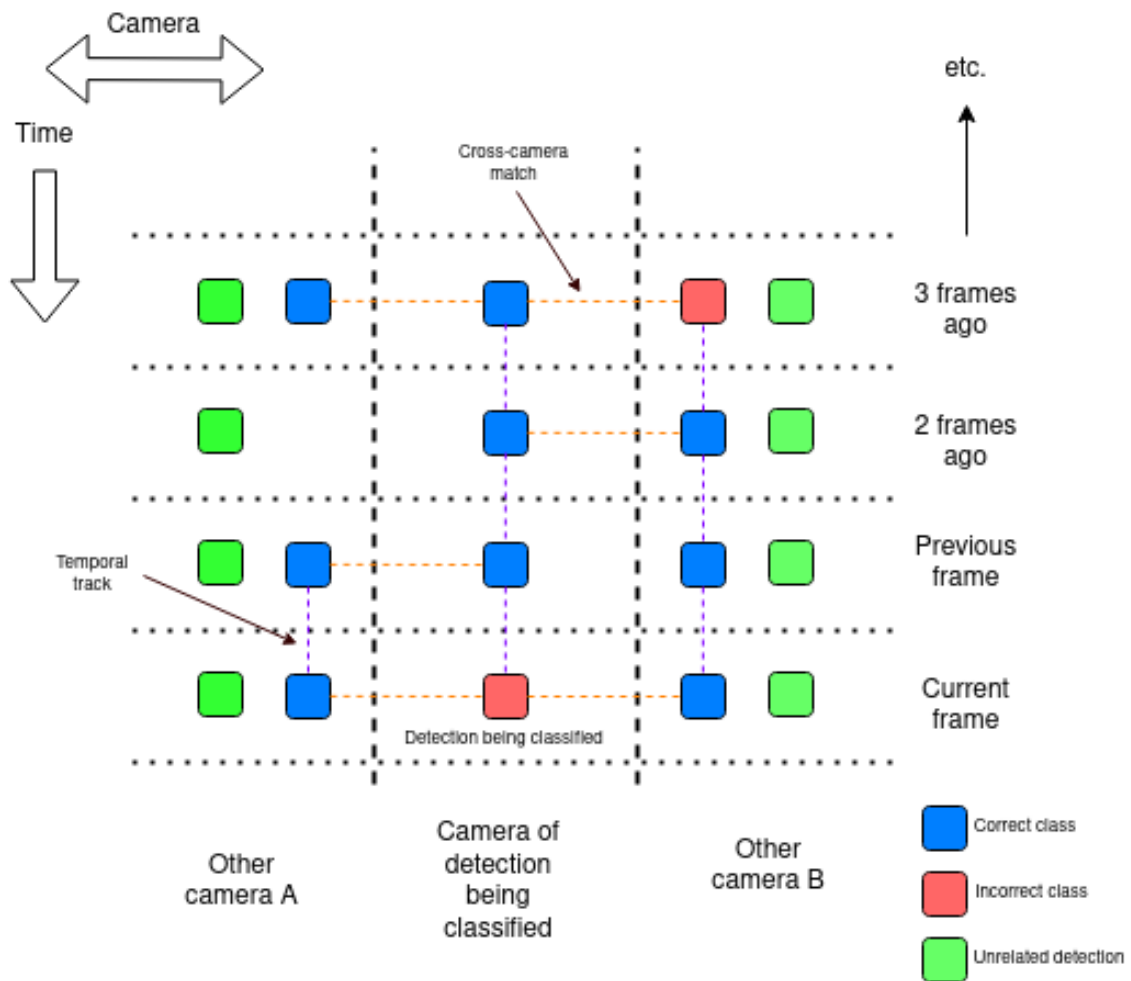 Camera
Time
etc.
Cross-camera
match
3 frames
ago
2 frames
ago
Temporal
track
Previous
frame
Current
frame
Detection being classified
Other
camera A
Camera of
detection
being
classified
Other
camera B
Correct class
Incorrect class
Unrelated detection